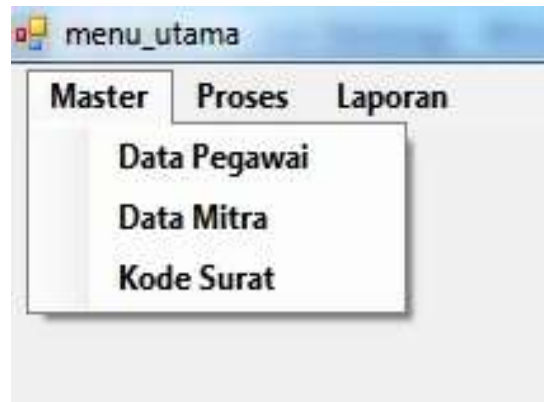 menu_utama
Master Proses Laporan
Data Pegawai
Data Mitra
Kode Surat